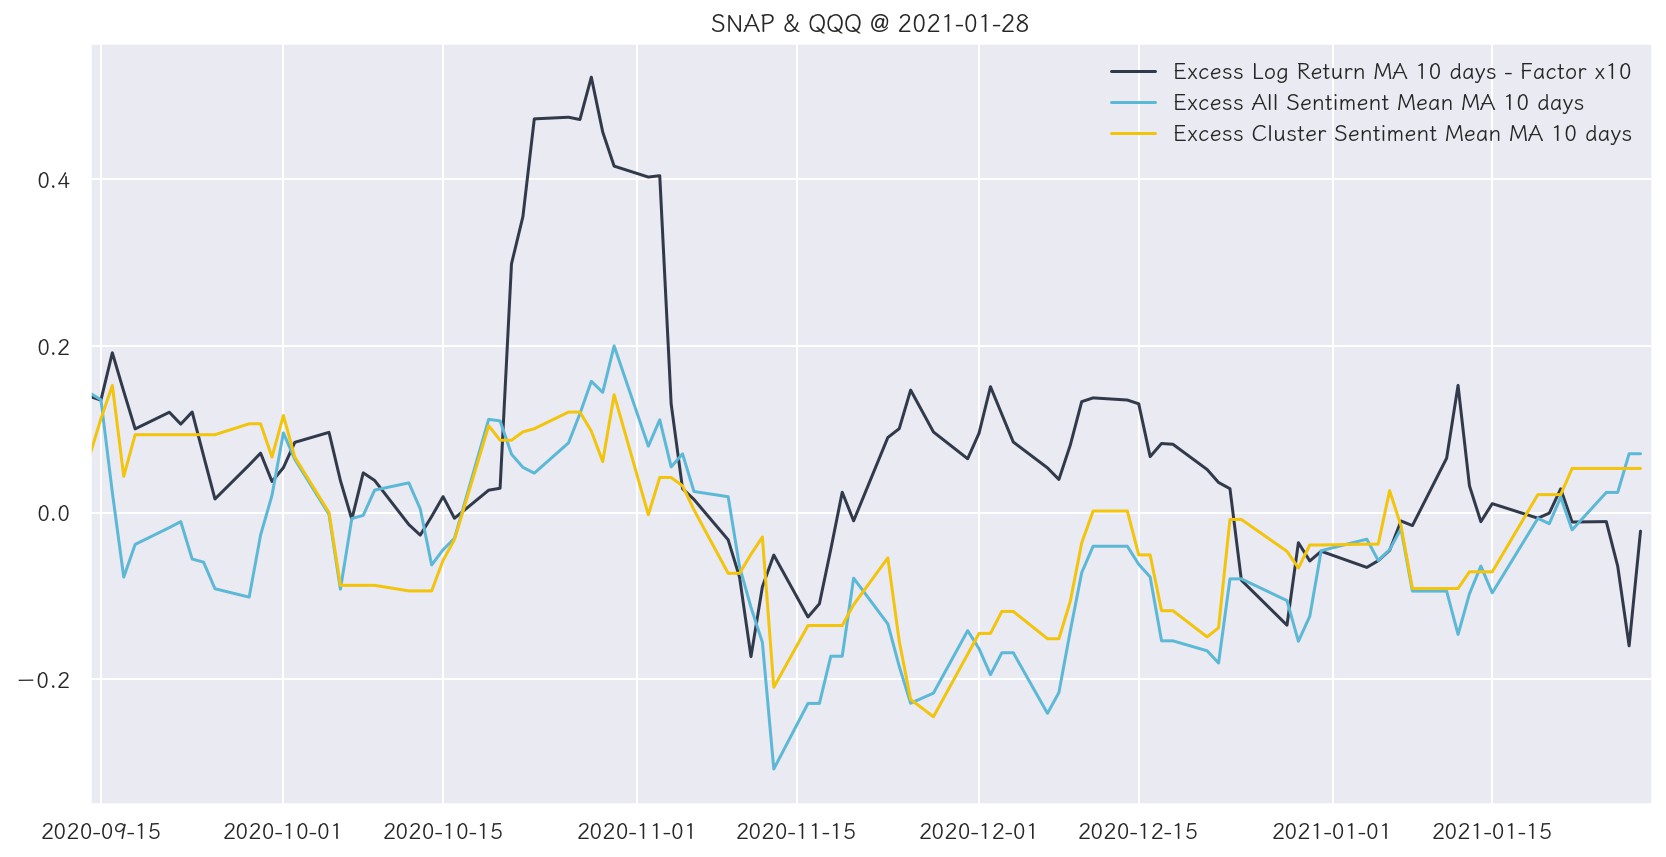 SNAP & QQQ @ 2021-01-28
Excess Log Return MA 10 days - Factor x10
Excess All Sentiment Mean MA 10 days
Excess Cluster Sentiment Mean MA 10 days
0.4
0.2
0.0
−0.2
2020-09-15 2020-10-01 2020-10-15 2020-11-01 2020-11-15 2020-12-01 2020-12-15 2021-01-01 2021-01-15